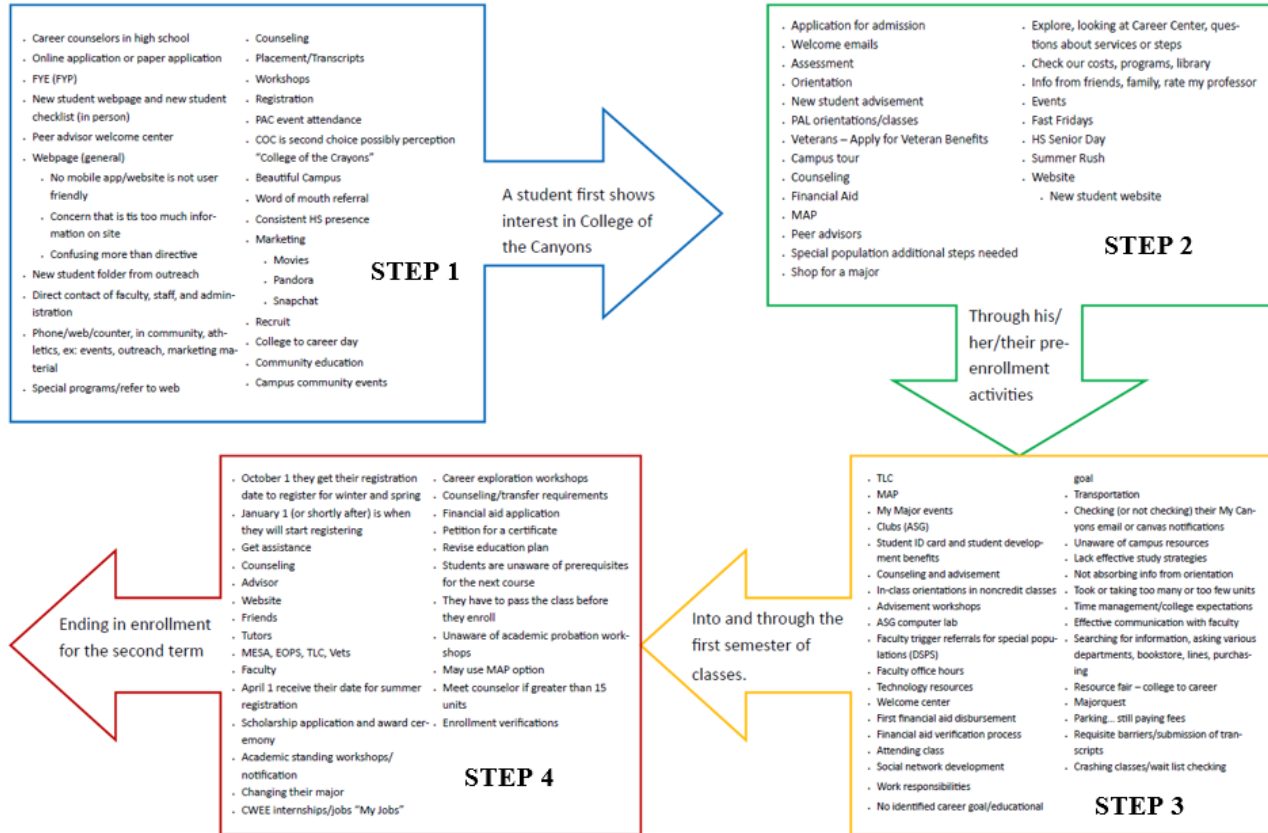 Career counselors in high school
Online application or paper application
FYE (FYP)
New student webpage and new student
checklist (in person)
Peer advisor welcome center
Webpage (general)
No mobile app/website is not user
friendly
Concern that is tis too much infor-
mation on site
Confusing more than directive
New student folder from outreach
Direct contact of faculty, staff, and admin-
istration
Phone/web/counter, in community, ath-
letics, ex: events, outreach, marketing ma-
terial
Special programs/refer to web
Counseling
Placement/Transcripts
Workshops
Registration
PAC event attendance
COC is second choice possibly perception
“College of the Crayons”
Beautiful Campus
Word of mouth referral
Consistent HS presence
Marketing
Movies
Pandora
Snapchat
Recruit
College to career day
Community education
Campus community events
STEP 1
A student first shows
interest in College of
the Canyons
Application for admission
Welcome emails
Assessment
Orientation
New student advisement
PAL orientations/classes
Veterans – Apply for Veteran Benefits
Campus tour
Counseling
Financial Aid
MAP
Peer advisors
Special population additional steps needed
Shop for a major
Explore, looking at Career Center, ques-
tions about services or steps
Check our costs, programs, library
Info from friends, family, rate my professor
Events
Fast Fridays
HS Senior Day
Summer Rush
Website
New student website
STEP 2
Through his/
her/their pre-
enrollment
activities
TLC
MAP
My Major events
Clubs (ASG)
Student ID card and student develop-
ment benefits
Counseling and advisement
In-class orientations in noncredit classes
Advisement workshops
ASG computer lab
Faculty trigger referrals for special popu-
lations (DSPS)
Faculty office hours
Technology resources
Welcome center
First financial aid disbursement
Financial aid verification process
Attending class
Social network development
Work responsibilities
No identified career goal/educational
goal
Transportation
Checking (or not checking) their My Can-
yons email or canvas notifications
Unaware of campus resources
Lack effective study strategies
Not absorbing info from orientation
Took or taking too many or too few units
Time management/college expectations
Effective communication with faculty
Searching for information, asking various
departments, bookstore, lines, purchas-
ing
Resource fair – college to career
Majorquest
Parking... still paying fees
Requisite barriers/submission of tran-
scripts
Crashing classes/wait list checking
STEP 3
Into and through the
first semester of
classes.
October 1 they get their registration
date to register for winter and spring
January 1 (or shortly after) is when
they will start registering
Get assistance
Counseling
Advisor
Website
Friends
Tutors
MESA, EOPS, TLC, Vets
Faculty
April 1 receive their date for summer
registration
Scholarship application and award cer-
emony
Academic standing workshops/
notification
Changing their major
CWEE internships/jobs “My Jobs”
Career exploration workshops
Counseling/transfer requirements
Financial aid application
Petition for a certificate
Revise education plan
Students are unaware of prerequisites
for the next course
They have to pass the class before
they enroll
Unaware of academic probation work-
shops
May use MAP option
Meet counselor if greater than 15
units
Enrollment verifications
STEP 4
Ending in enrollment
for the second term